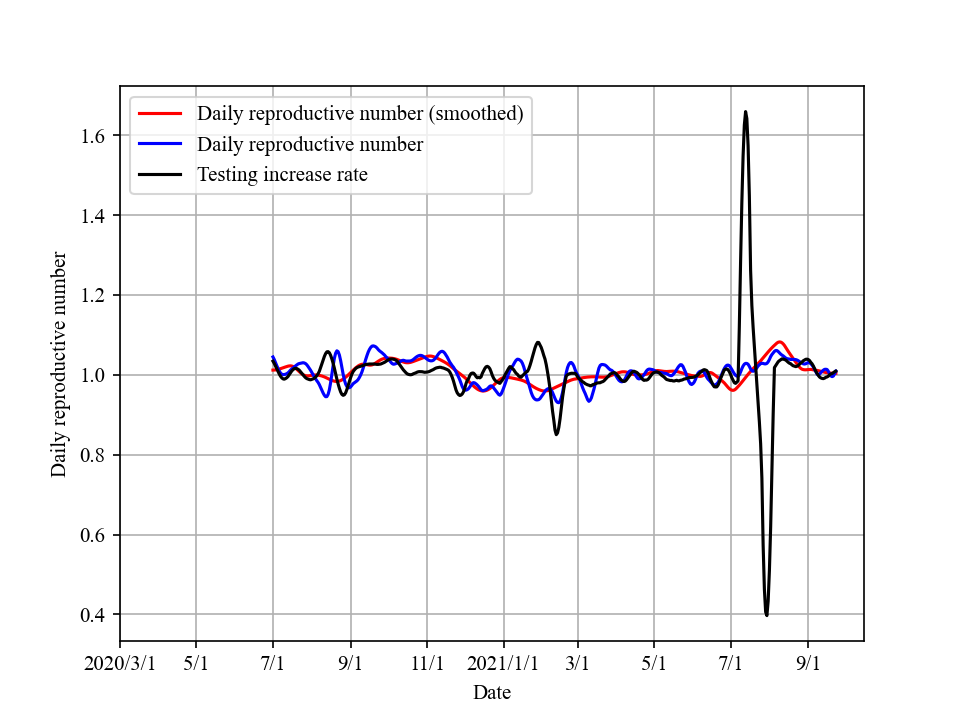 Daily reproductive number (smoothed)
Daily reproductive number
Testing increase rate
Daily reproductive number
1.6
1.4
1.2
1.0
0.8
0.6
0.4
2020/3/1 5/1 7/1 9/1 11/1 2021/1/1 3/1 5/1 7/1 9/1
Date